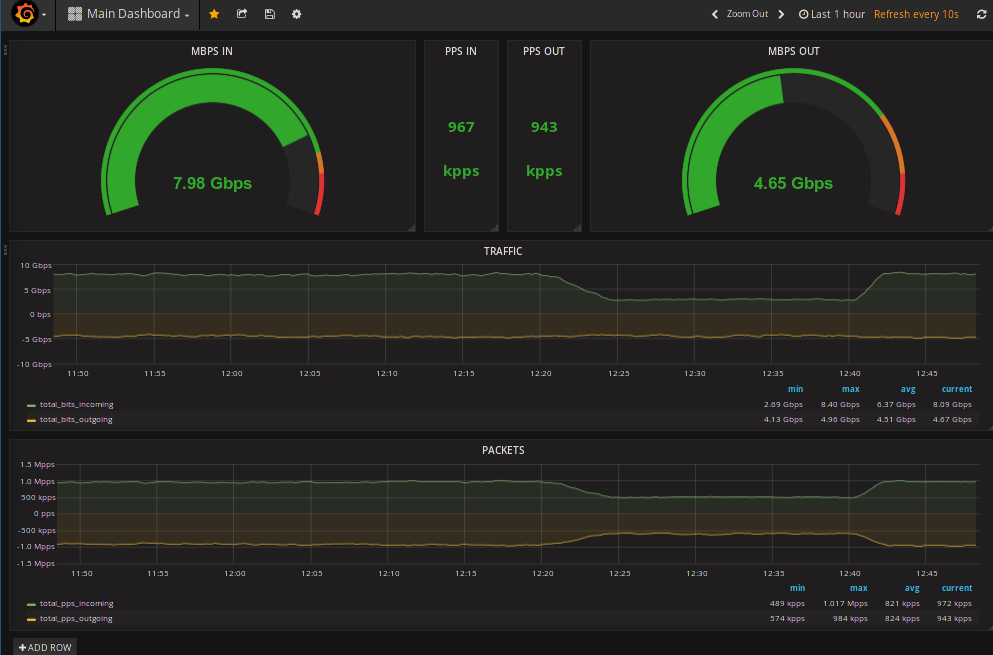 Main Dashboard
Zoom Out
Last 1 hour
Refresh every 10s
MBPS IN
PPS IN
PPS OUT
MBPS OUT
7.98 Gbps
967
kpps
943
kpps
4.65 Gbps
TRAFFIC
10 Gbps
5 Gbps
0 bps
-5 Gbps
-10 Gbps
11:50 11:55 12:00 12:05 12:10 12:15 12:20 12:25 12:30 12:35 12:40 12:45
min max avg current
total_bits_incoming 2.69 Gbps 8.40 Gbps 6.37 Gbps 8.09 Gbps
total_bits_outgoing 4.13 Gbps 4.96 Gbps 4.51 Gbps 4.67 Gbps
PACKETS
1.5 Mpps
1.0 Mpps
500 kpps
0 pps
-500 kpps
-1.0 Mpps
-1.5 Mpps
11:50 11:55 12:00 12:05 12:10 12:15 12:20 12:25 12:30 12:35 12:40 12:45
min max avg current
total_pps_incoming 489 kpps 1.017 Mpps 821 kpps 972 kpps
total_pps_outgoing 574 kpps 984 kpps 824 kpps 943 kpps
ADD ROW